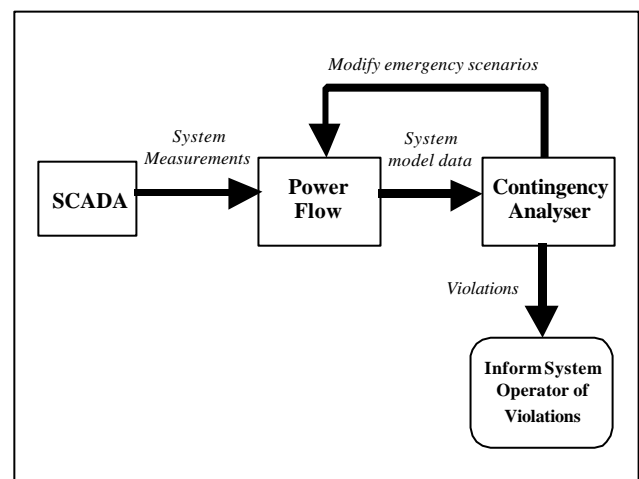 Modify emergency scenarios
System
Measurements
System
model data
SCADA
Power
Flow
Contingency
Analyser
Violations
Inform System
Operator of
Violations